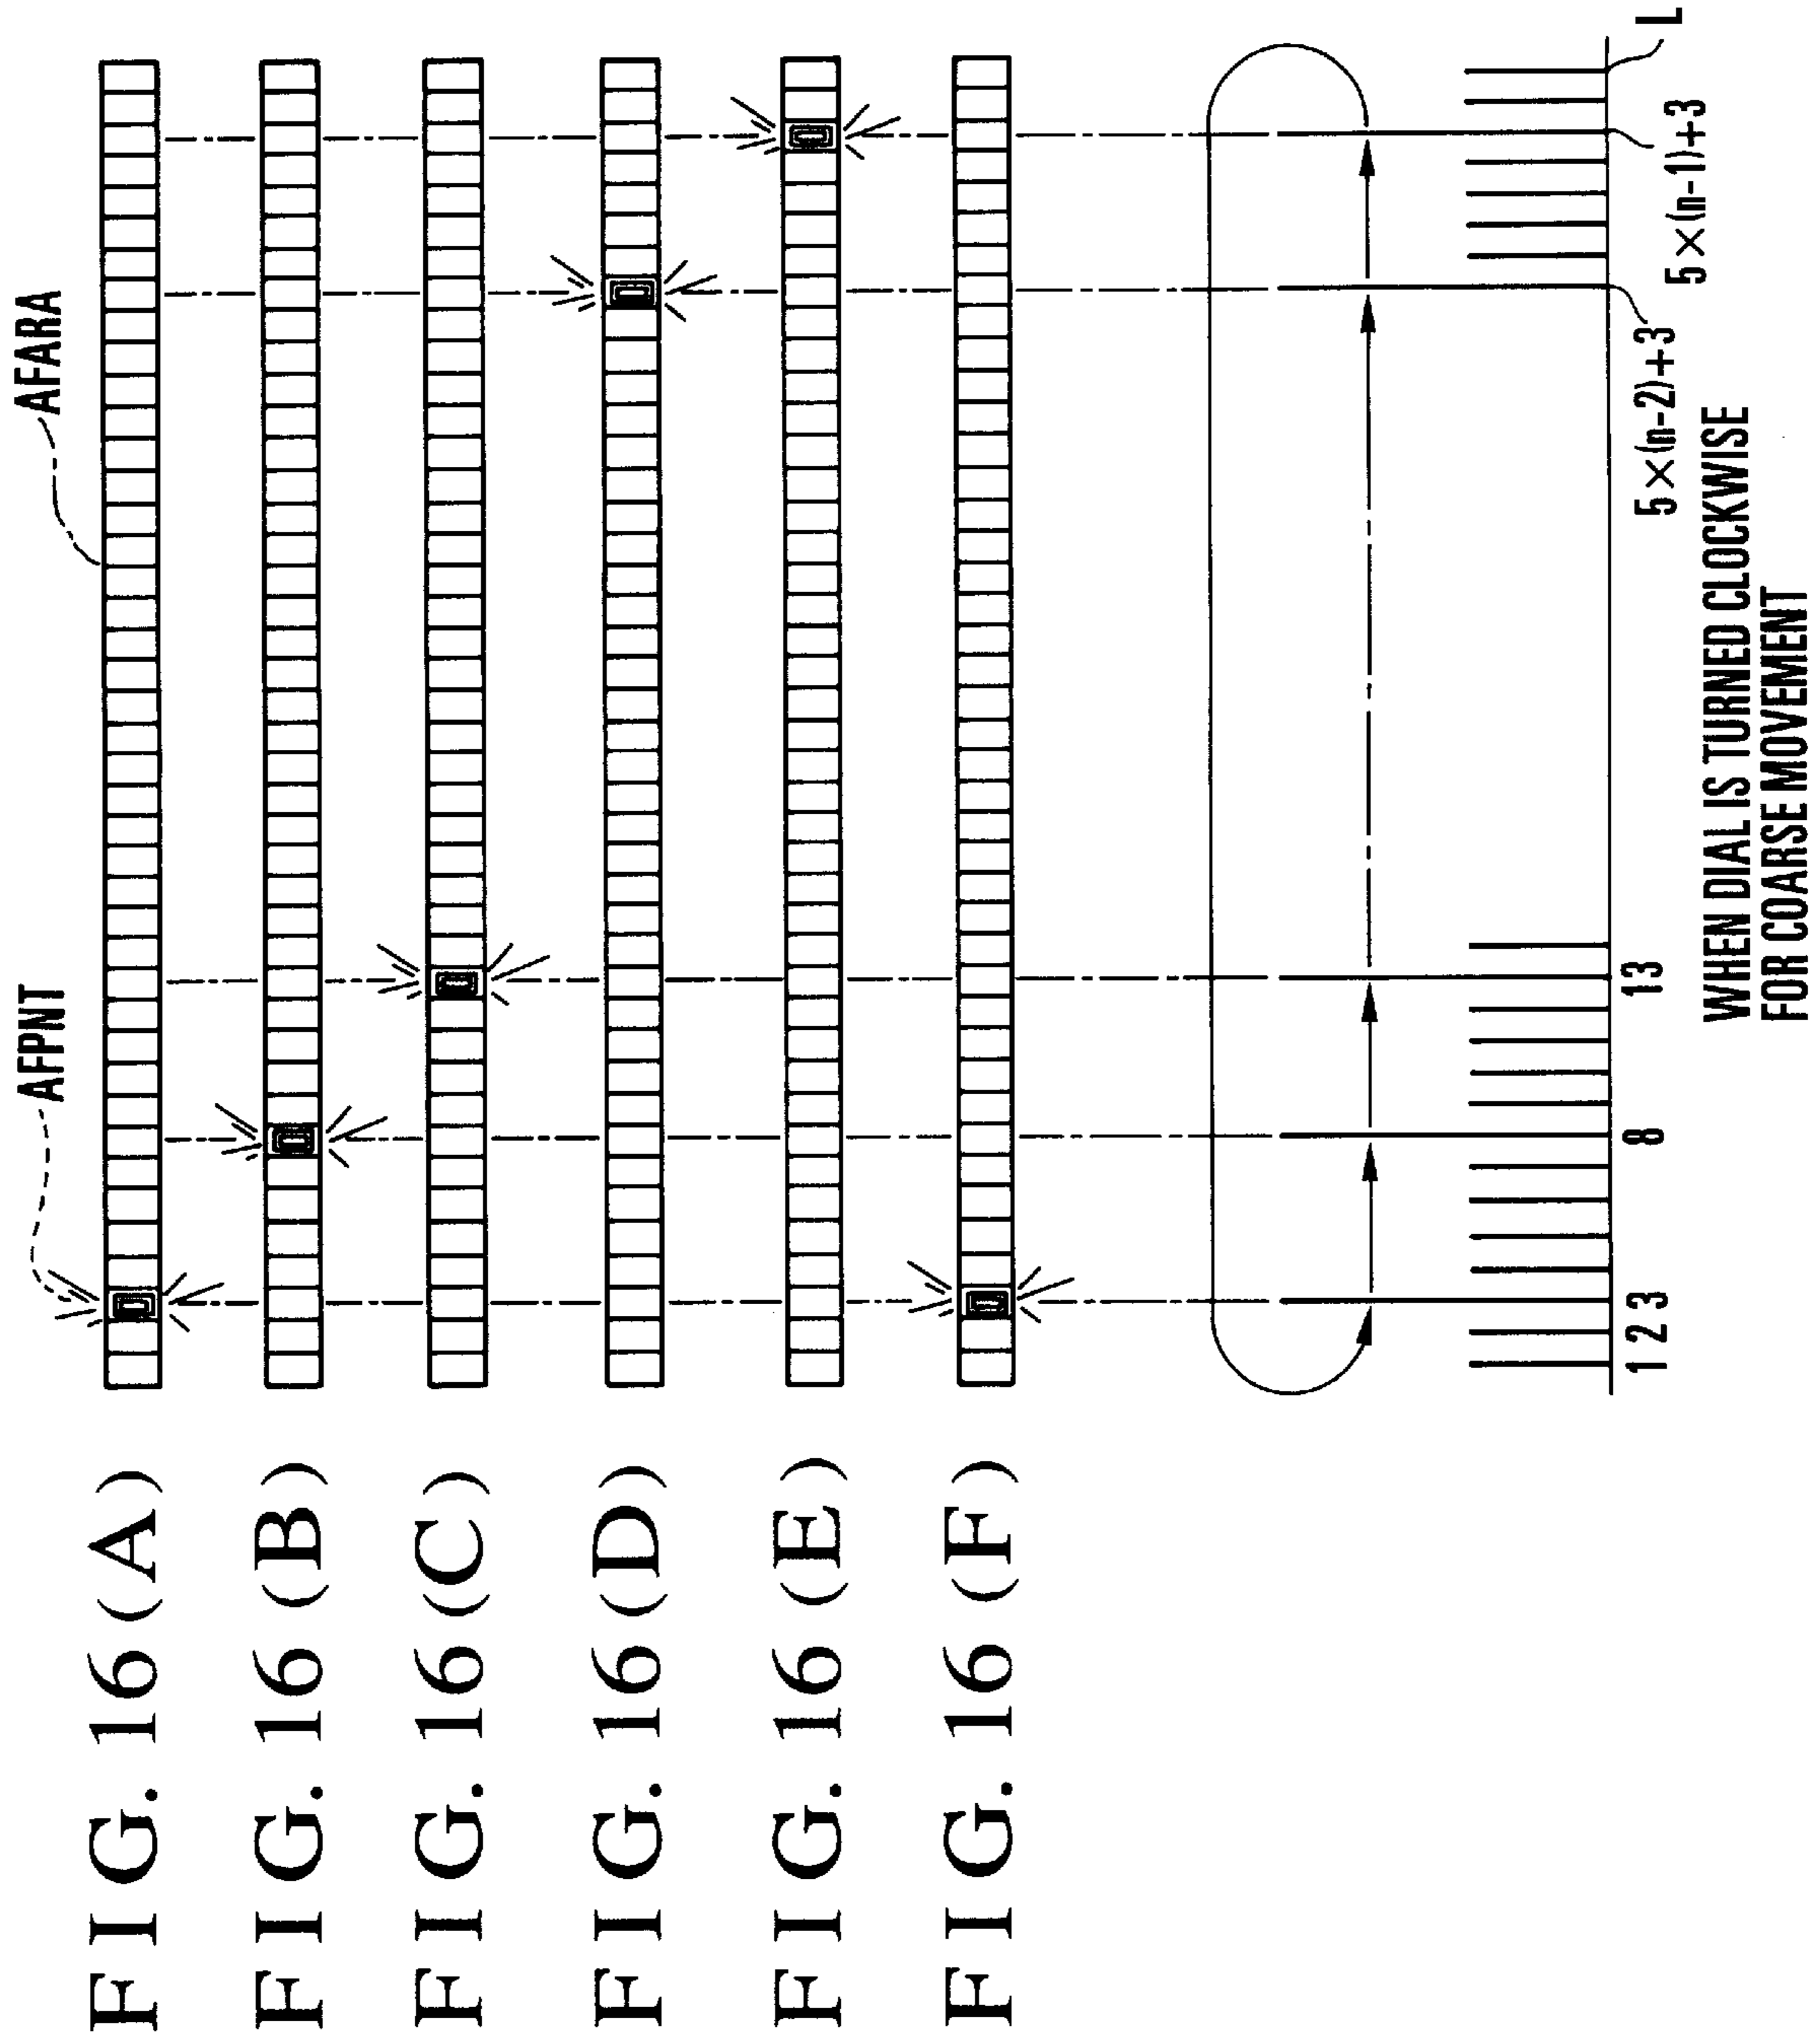 FIG. 16 (A)
FIG. 16 (B)
FIG. 16 (C)
FIG. 16 (D)
FIG. 16 (E)
FIG. 16 (F)
AFPNT
AFARA
1 2 3
8
13
5×(n-2)+3
5×(n-1)+3
L
WHEN DIAL IS TURNED CLOCKWISE
FOR COARSE MOVEMENT